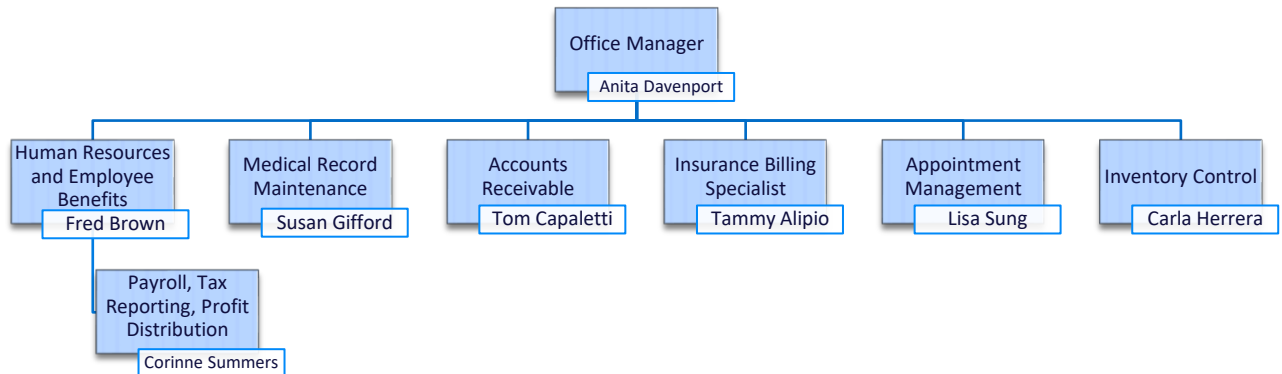 Office Manager
Anita Davenport
Human Resources
and Employee
Benefits
Fred Brown
Medical Record
Maintenance
Susan Gifford
Accounts
Receivable
Tom Capaletti
Insurance Billing
Specialist
Tammy Alipio
Appointment
Management
Lisa Sung
Inventory Control
Carla Herrera
Payroll, Tax
Reporting, Profit
Distribution
Corinne Summers